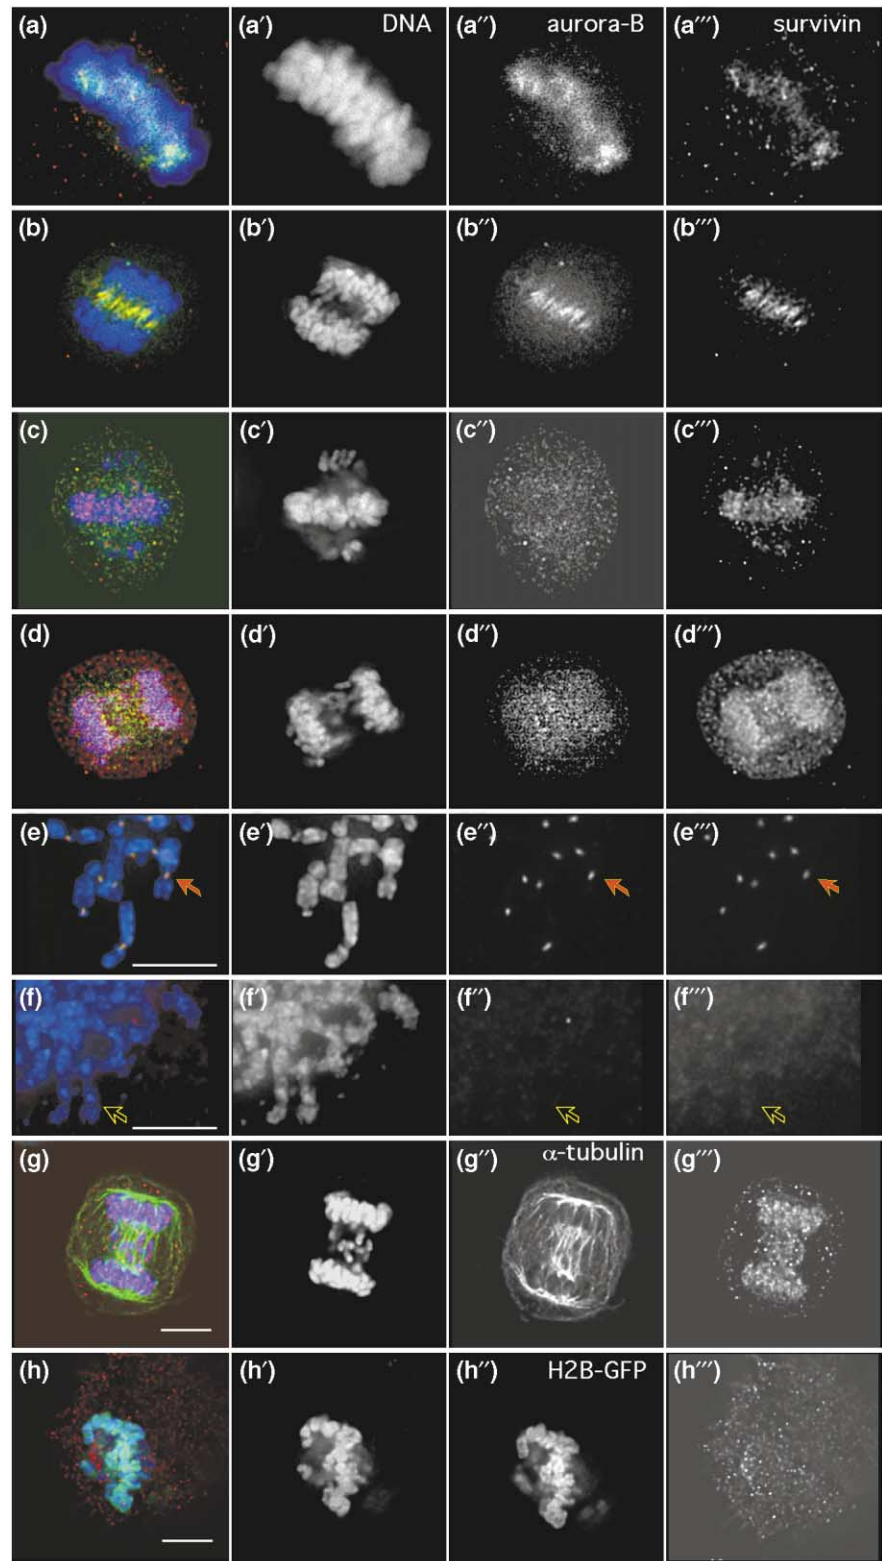 (a) (a′) DNA (a″) aurora-B (a‴) survivin
(b) (b′) (b″) (b‴)
(c) (c′) (c″) (c‴)
(d) (d′) (d″) (d‴)
(e) (e′) (e″) (e‴)
(f) (f′) (f″) (f‴)
(g) (g′) (g″) α-tubulin (g‴)
(h) (h′) (h″) H2B-GFP (h‴)